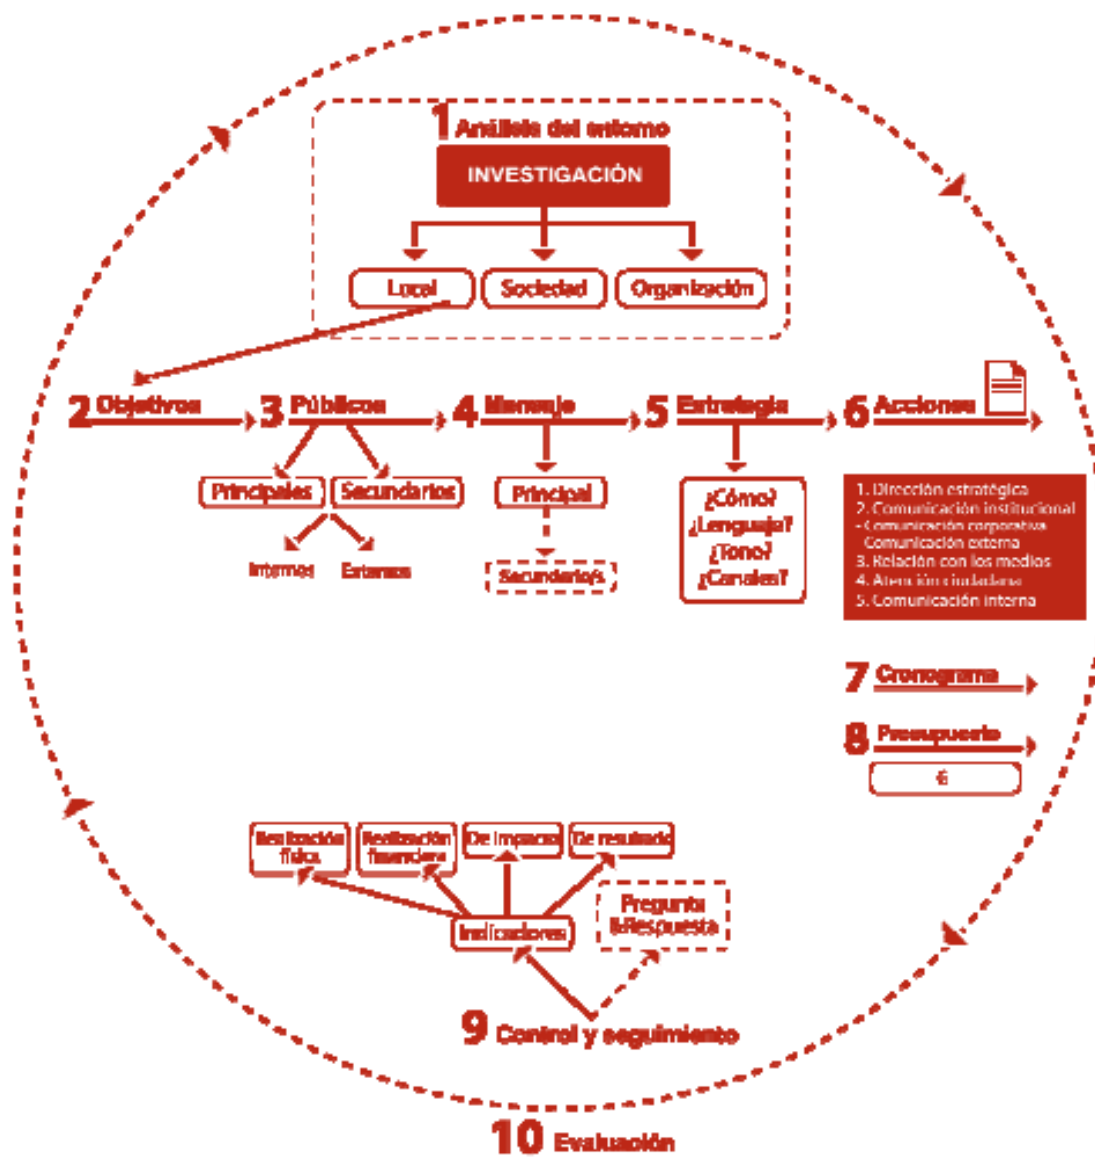 1 Análisis del entorno
INVESTIGACIÓN
Local
Sociedad
Organización
2 Objetivos
3 Públicos
4 Mensaje
5 Estrategia
6 Acciones
Principales
Secundarios
Internos
Externos
Principal
Secundario/s
¿Cómo?
¿Lenguaje?
¿Tono?
¿Canales?
1. Dirección estratégica
2. Comunicación institucional
- Comunicación corporativa
Comunicación externa
3. Relación con los medios
4. Atención ciudadana
5. Comunicación interna
7 Cronograma
8 Presupuesto
€
Realización
física
Realización
financiera
De impacto
De resultado
Indicadores
Pregunta
&Respuesta
9 Control y seguimiento
10 Evaluación